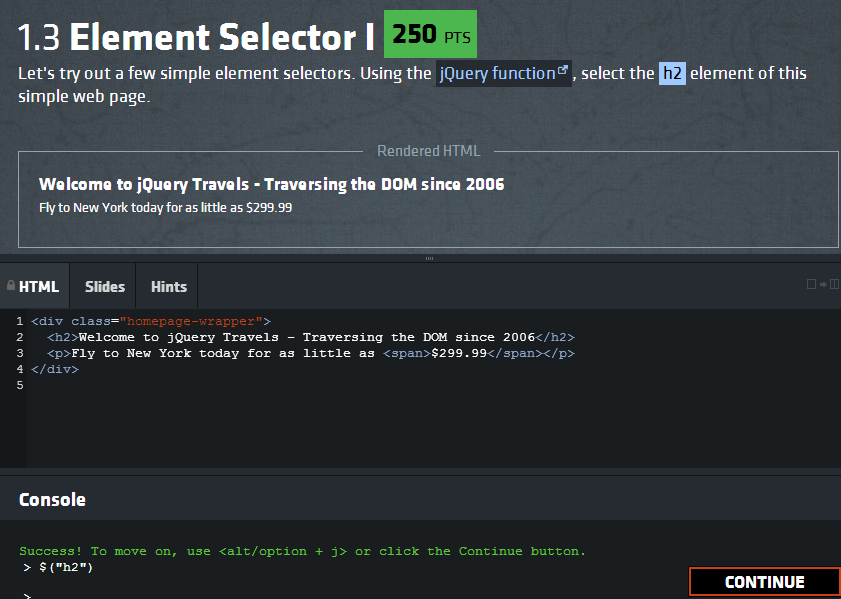 1.3 Element Selector I 250 PTS
Let's try out a few simple element selectors. Using the jQuery function, select the h2 element of this
simple web page.
Rendered HTML
Welcome to jQuery Travels - Traversing the DOM since 2006
Fly to New York today for as little as $299.99
HTML Slides Hints
1 <div class="homepage-wrapper">
2 <h2>Welcome to jQuery Travels - Traversing the DOM since 2006</h2>
3 <p>Fly to New York today for as little as <span>$299.99</span></p>
4 </div>
5
Console
Success! To move on, use <alt/option + j> or click the Continue button.
> $("h2")
CONTINUE
>